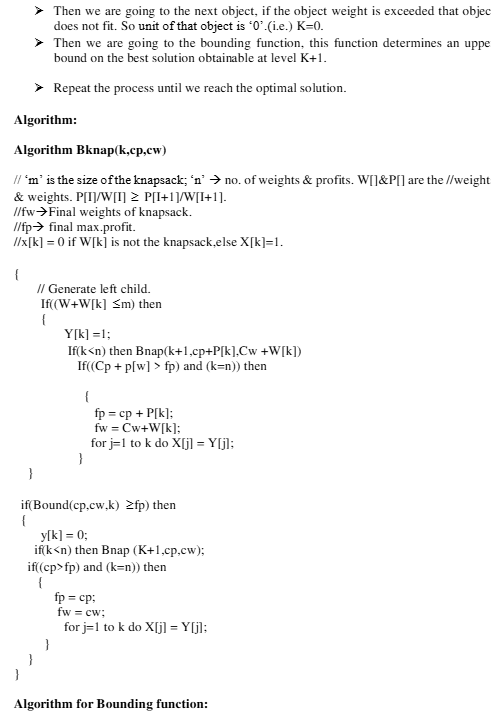 ➢ Then we are going to the next object, if the object weight is exceeded that objec
does not fit. So unit of that object is ‘0’.(i.e.) K=0.
➢ Then we are going to the bounding function, this function determines an uppe
bound on the best solution obtainable at level K+1.
➢ Repeat the process until we reach the optimal solution.
Algorithm:
Algorithm Bknap(k,cp,cw)
// ‘m’ is the size of the knapsack; ‘n’ → no. of weights & profits. W[]&P[] are the //weight
& weights. P[I]/W[I] ≥ P[I+1]/W[I+1].
//fw→Final weights of knapsack.
//fp→ final max.profit.
//x[k] = 0 if W[k] is not the knapsack,else X[k]=1.
{
// Generate left child.
If((W+W[k] ≤m) then
{
Y[k] =1;
If(k<n) then Bnap(k+1,cp+P[k],Cw +W[k])
If((Cp + p[w] > fp) and (k=n)) then
{
fp = cp + P[k];
fw = Cw+W[k];
for j=1 to k do X[j] = Y[j];
}
}
if(Bound(cp,cw,k) ≥fp) then
{
y[k] = 0;
if(k<n) then Bnap (K+1,cp,cw);
if((cp>fp) and (k=n)) then
{
fp = cp;
fw = cw;
for j=1 to k do X[j] = Y[j];
}
}
}
Algorithm for Bounding function: